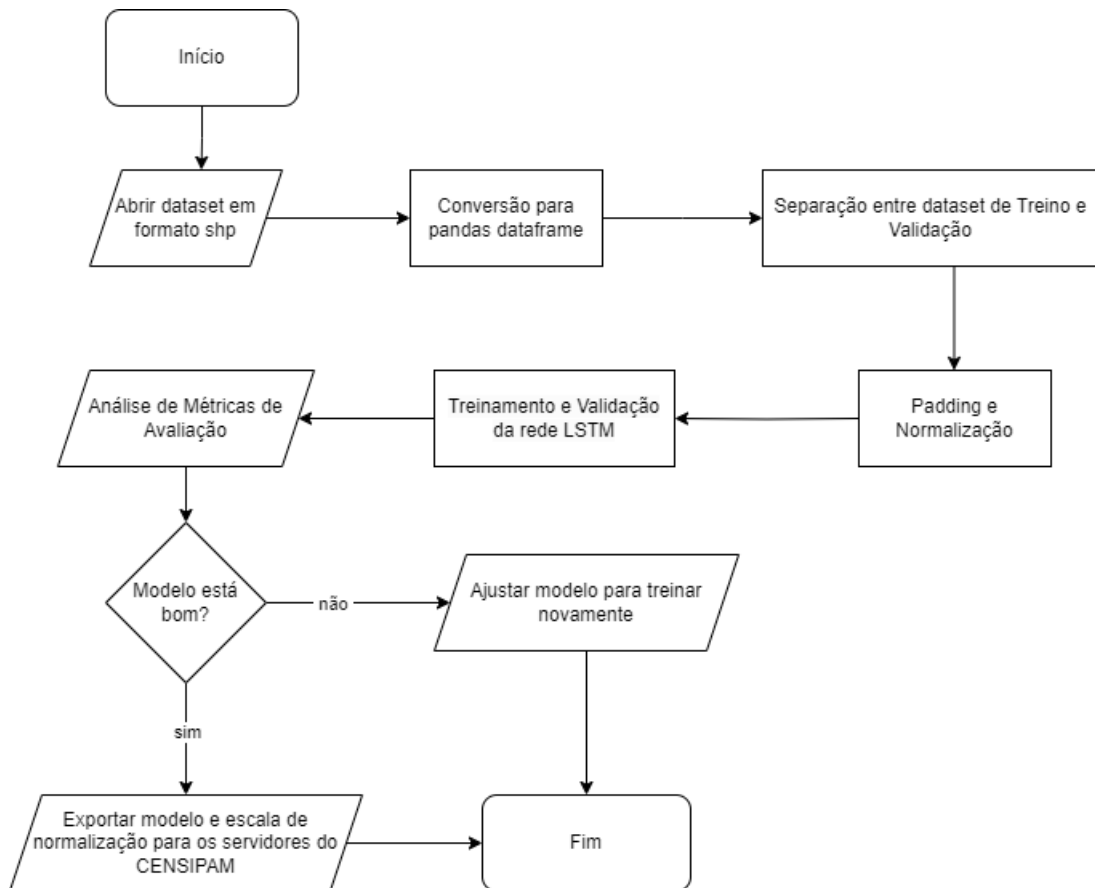 Início
Abrir dataset em
formato shp
Conversão para
pandas dataframe
Separação entre dataset de Treino e
Validação
Padding e
Normalização
Treinamento e Validação
da rede LSTM
Análise de Métricas de
Avaliação
Modelo está
bom?
não
Ajustar modelo para treinar
novamente
sim
Exportar modelo e escala de
normalização para os servidores do
CENSIPAM
Fim